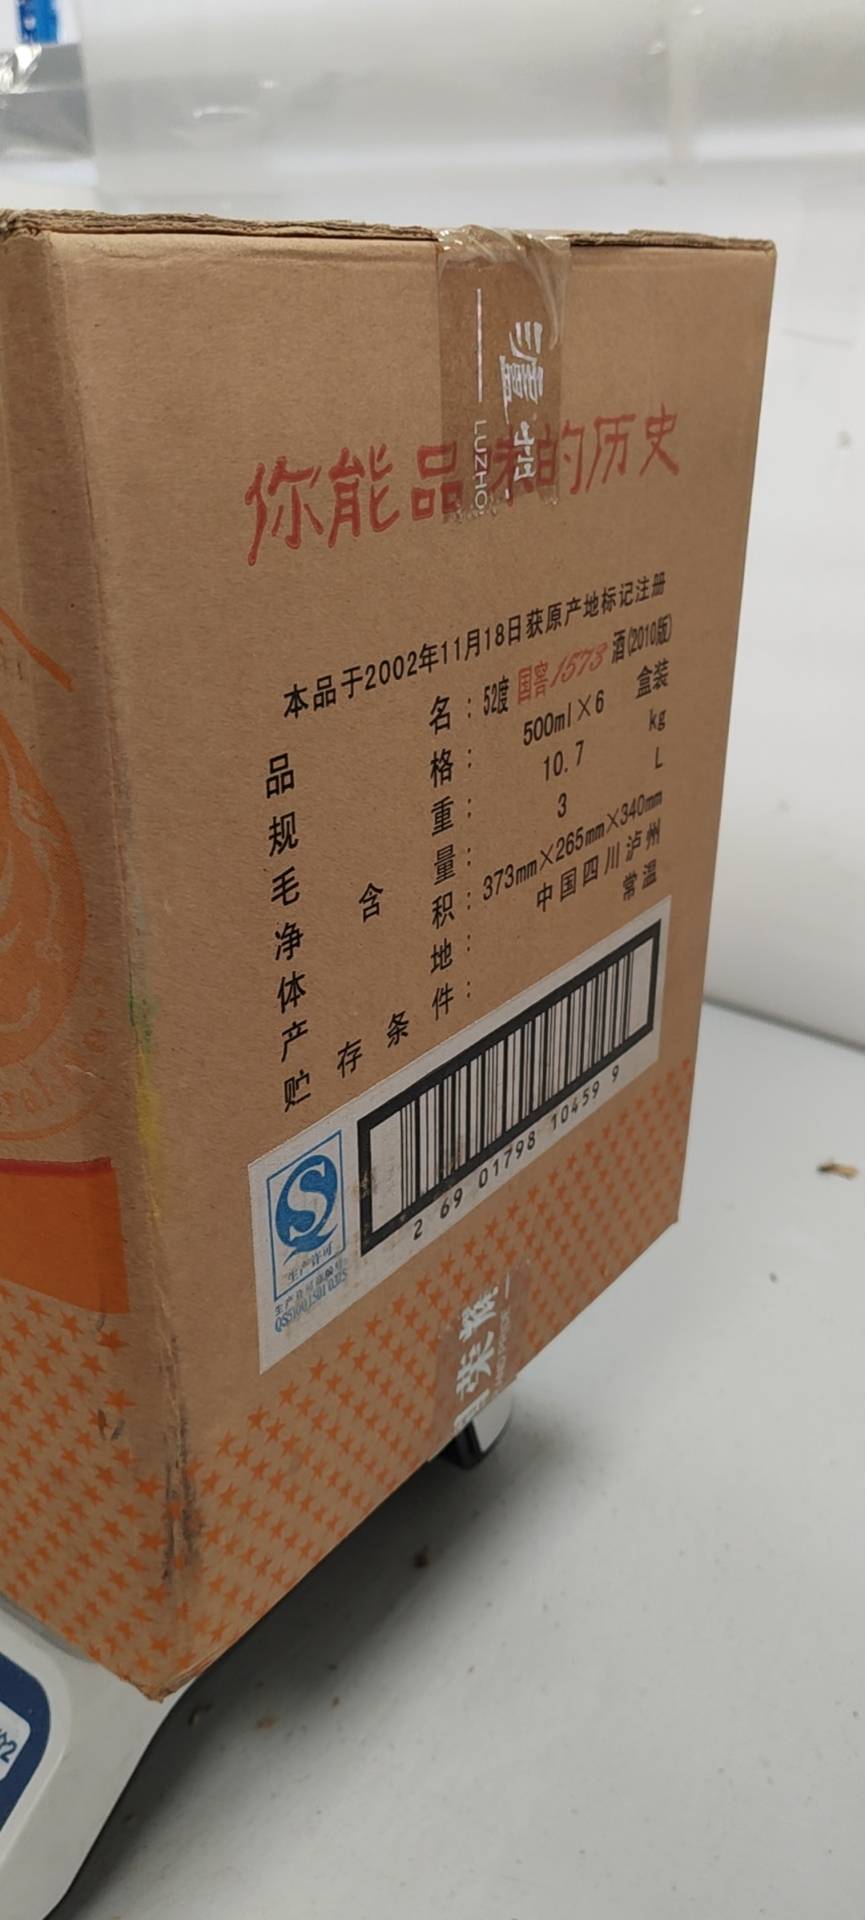 你能品味的历史
LUZHO
本品于2002年11月18日获原产地标记注册
品名：52度国窖1573酒(2010版)
规格：500ml×6 盒装
毛重：10.7 kg
净含量：3 L
体积：373mm×265mm×340mm
产地：中国四川泸州
贮存条件：常温
2 69 01798 10459 9
生产许可